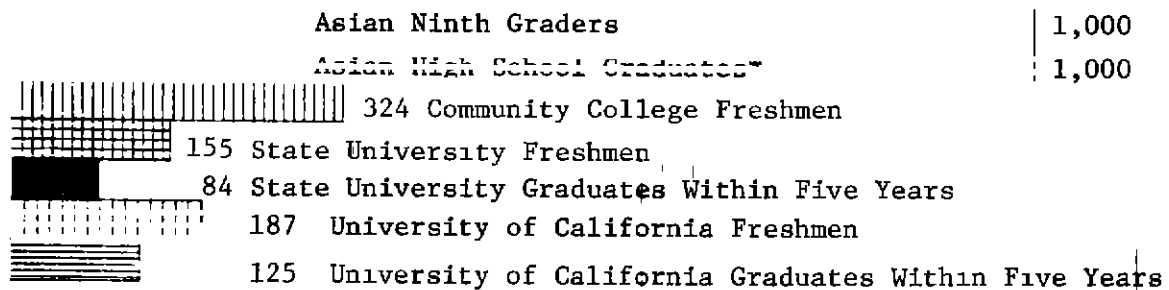 Asian Ninth Graders 1,000
Asian High School Graduates* 1,000
324 Community College Freshmen
155 State University Freshmen
84 State University Graduates Within Five Years
187 University of California Freshmen
125 University of California Graduates Within Five Years